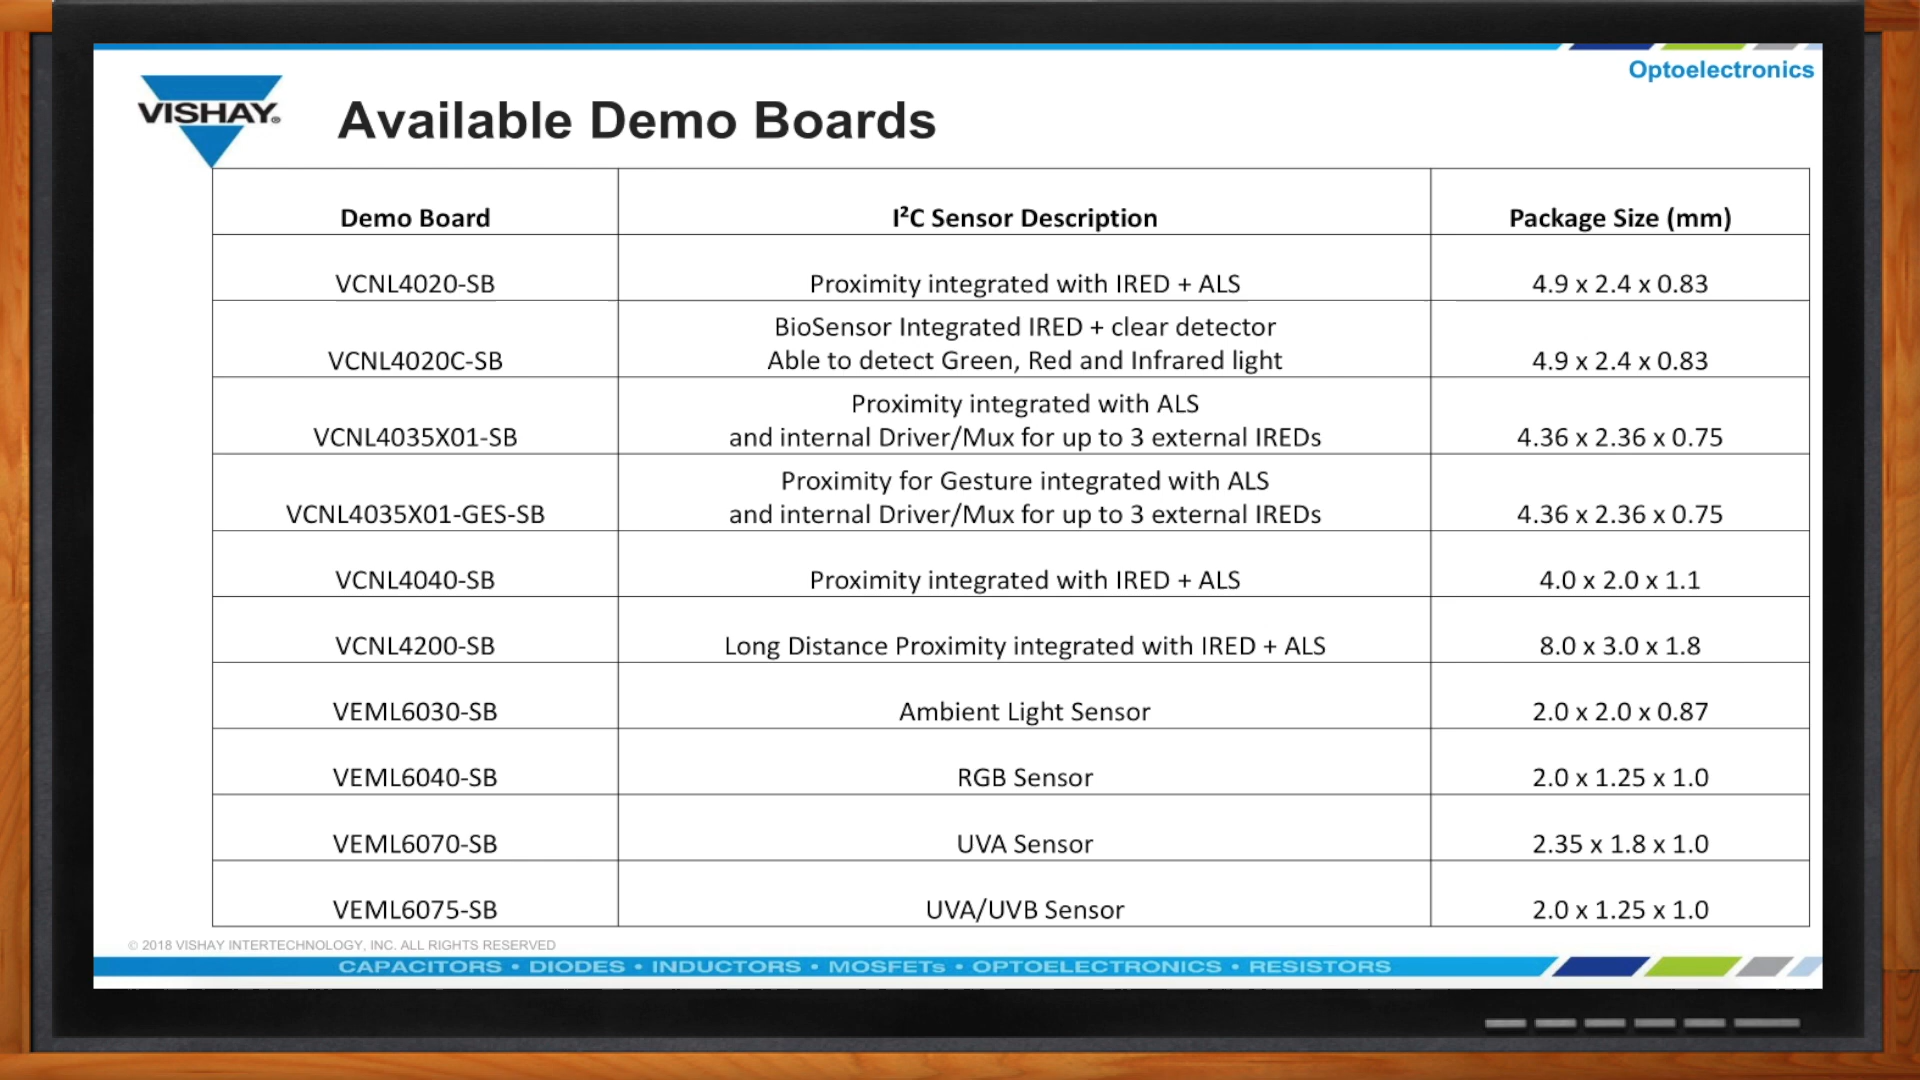 Optoelectronics
VISHAY®
Available Demo Boards
Demo Board I²C Sensor Description Package Size (mm)
VCNL4020-SB Proximity integrated with IRED + ALS 4.9 x 2.4 x 0.83
BioSensor Integrated IRED + clear detector
VCNL4020C-SB Able to detect Green, Red and Infrared light 4.9 x 2.4 x 0.83
Proximity integrated with ALS
VCNL4035X01-SB and internal Driver/Mux for up to 3 external IREDs 4.36 x 2.36 x 0.75
Proximity for Gesture integrated with ALS
VCNL4035X01-GES-SB and internal Driver/Mux for up to 3 external IREDs 4.36 x 2.36 x 0.75
VCNL4040-SB Proximity integrated with IRED + ALS 4.0 x 2.0 x 1.1
VCNL4200-SB Long Distance Proximity integrated with IRED + ALS 8.0 x 3.0 x 1.8
VEML6030-SB Ambient Light Sensor 2.0 x 2.0 x 0.87
VEML6040-SB RGB Sensor 2.0 x 1.25 x 1.0
VEML6070-SB UVA Sensor 2.35 x 1.8 x 1.0
VEML6075-SB UVA/UVB Sensor 2.0 x 1.25 x 1.0
© 2018 VISHAY INTERTECHNOLOGY, INC. ALL RIGHTS RESERVED
CAPACITORS • DIODES • INDUCTORS • MOSFETs • OPTOELECTRONICS • RESISTORS